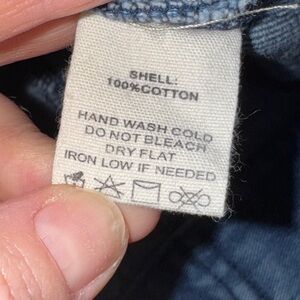 SHELL:
100%COTTON
HAND WASH COLD
DO NOT BLEACH
DRY FLAT
IRON LOW IF NEEDED